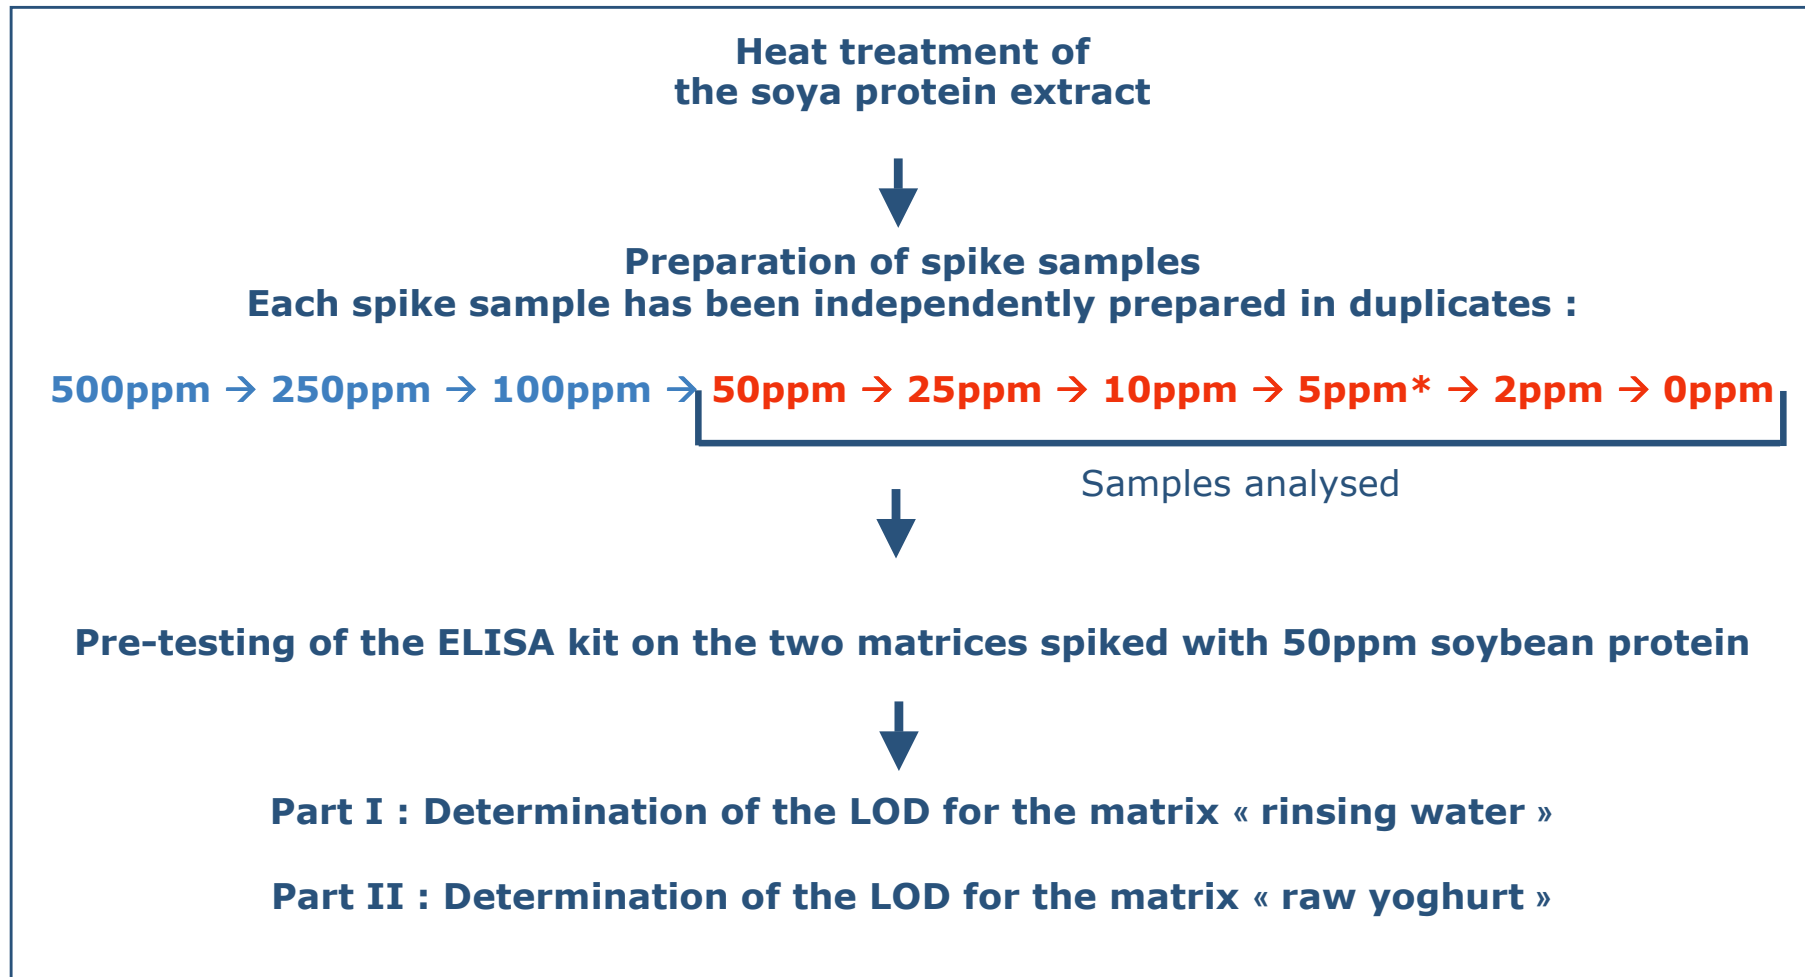 Heat treatment of
the soya protein extract
Preparation of spike samples
Each spike sample has been independently prepared in duplicates :
500ppm → 250ppm → 100ppm → 50ppm → 25ppm → 10ppm → 5ppm* → 2ppm → 0ppm
Samples analysed
Pre-testing of the ELISA kit on the two matrices spiked with 50ppm soybean protein
Part I : Determination of the LOD for the matrix « rinsing water »
Part II : Determination of the LOD for the matrix « raw yoghurt »